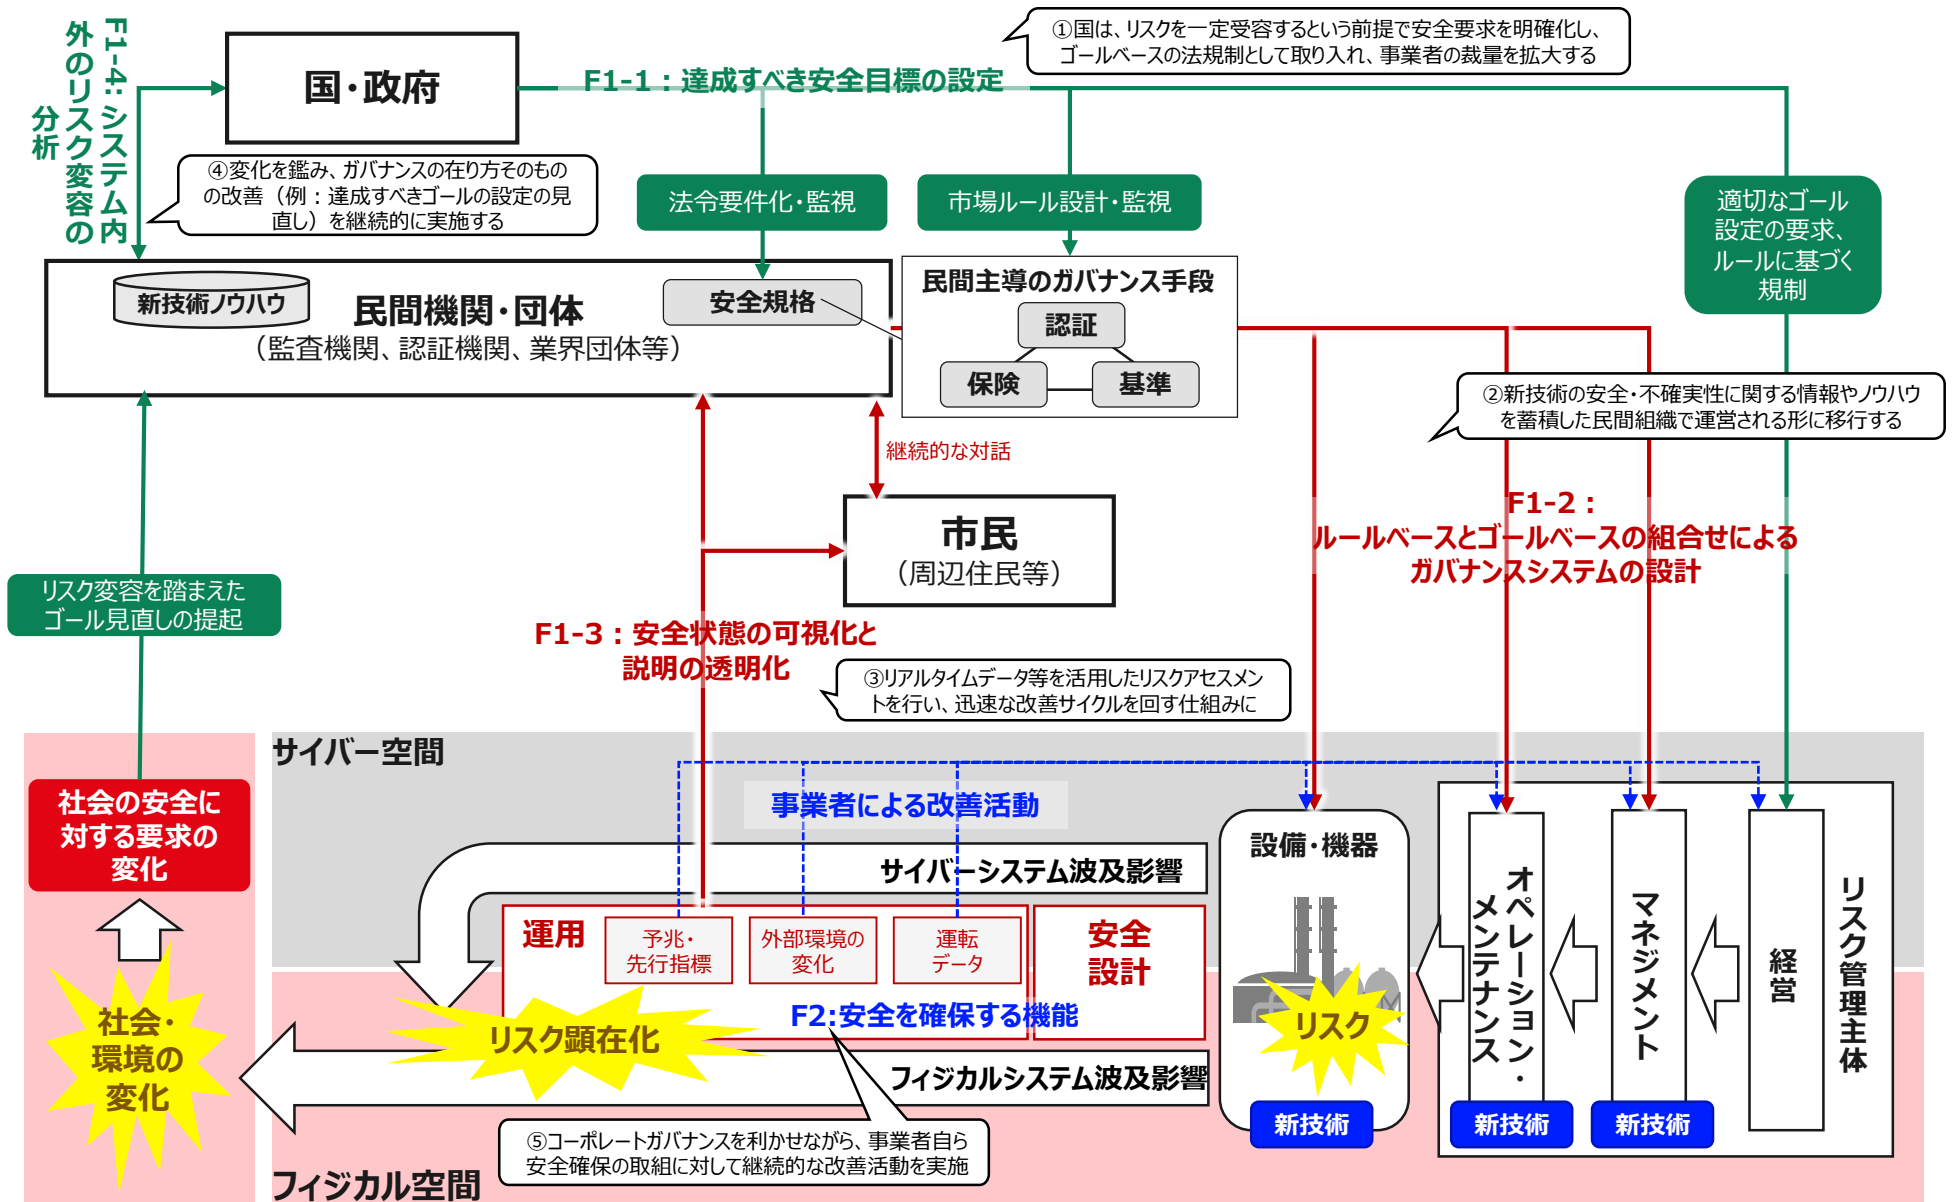 F1-4：システム内
外のリスク変容の
分析
国・政府
F1-1：達成すべき安全目標の設定
①国は、リスクを一定受容するという前提で安全要求を明確化し、
ゴールベースの法規制として取り入れ、事業者の裁量を拡大する
④変化を鑑み、ガバナンスの在り方そのもの
の改善（例：達成すべきゴールの設定の見
直し）を継続的に実施する
法令要件化・監視
市場ルール設計・監視
適切なゴール
設定の要求、
ルールに基づく
規制
新技術ノウハウ
民間機関・団体
（監査機関、認証機関、業界団体等）
安全規格
民間主導のガバナンス手段
認証
保険
基準
②新技術の安全・不確実性に関する情報やノウハウ
を蓄積した民間組織で運営される形に移行する
継続的な対話
市民
（周辺住民等）
F1-2：
ルールベースとゴールベースの組合せによる
ガバナンスシステムの設計
リスク変容を踏まえた
ゴール見直しの提起
F1-3：安全状態の可視化と
説明の透明化
③リアルタイムデータ等を活用したリスクアセスメン
トを行い、迅速な改善サイクルを回す仕組みに
サイバー空間
社会の安全に
対する要求の
変化
事業者による改善活動
サイバーシステム波及影響
設備・機器
運用
予兆・
先行指標
外部環境の
変化
運転
データ
安全
設計
F2:安全を確保する機能
オペレーション・
メンテナンス
マネジメント
経営
リスク管理主体
社会・
環境の
変化
リスク顕在化
リスク
フィジカルシステム波及影響
新技術
新技術
新技術
⑤コーポレートガバナンスを利かせながら、事業者自ら
安全確保の取組に対して継続的な改善活動を実施
フィジカル空間